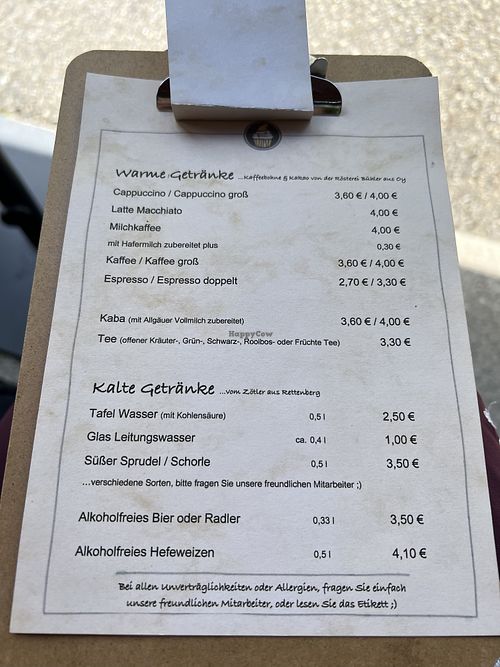 Warme Getränke ...Kaffeebohne & Kakao von der Rösterei Bühler aus Oy
Cappuccino / Cappuccino groß 3,60 € / 4,00 €
Latte Macchiato 4,00 €
Milchkaffee 4,00 €
mit Hafermilch zubereitet plus 0,30 €
Kaffee / Kaffee groß 3,60 € / 4,00 €
Espresso / Espresso doppelt 2,70 € / 3,30 €
HappyCow
Kaba (mit Allgäuer Vollmilch zubereitet) 3,60 € / 4,00 €
Tee (offener Kräuter-, Grün-, Schwarz-, Rooibos- oder Früchte Tee) 3,30 €
Kalte Getränke ...vom Zötler aus Rettenberg
Tafel Wasser (mit Kohlensäure) 0,5 l 2,50 €
Glas Leitungswasser ca. 0,4 l 1,00 €
Süßer Sprudel / Schorle 0,5 l 3,50 €
...verschiedene Sorten, bitte fragen Sie unsere freundlichen Mitarbeiter ;)
Alkoholfreies Bier oder Radler 0,33 l 3,50 €
Alkoholfreies Hefeweizen 0,5 l 4,10 €
Bei allen Unverträglichkeiten oder Allergien, fragen Sie einfach
unsere freundlichen Mitarbeiter, oder lesen Sie das Etikett ;)